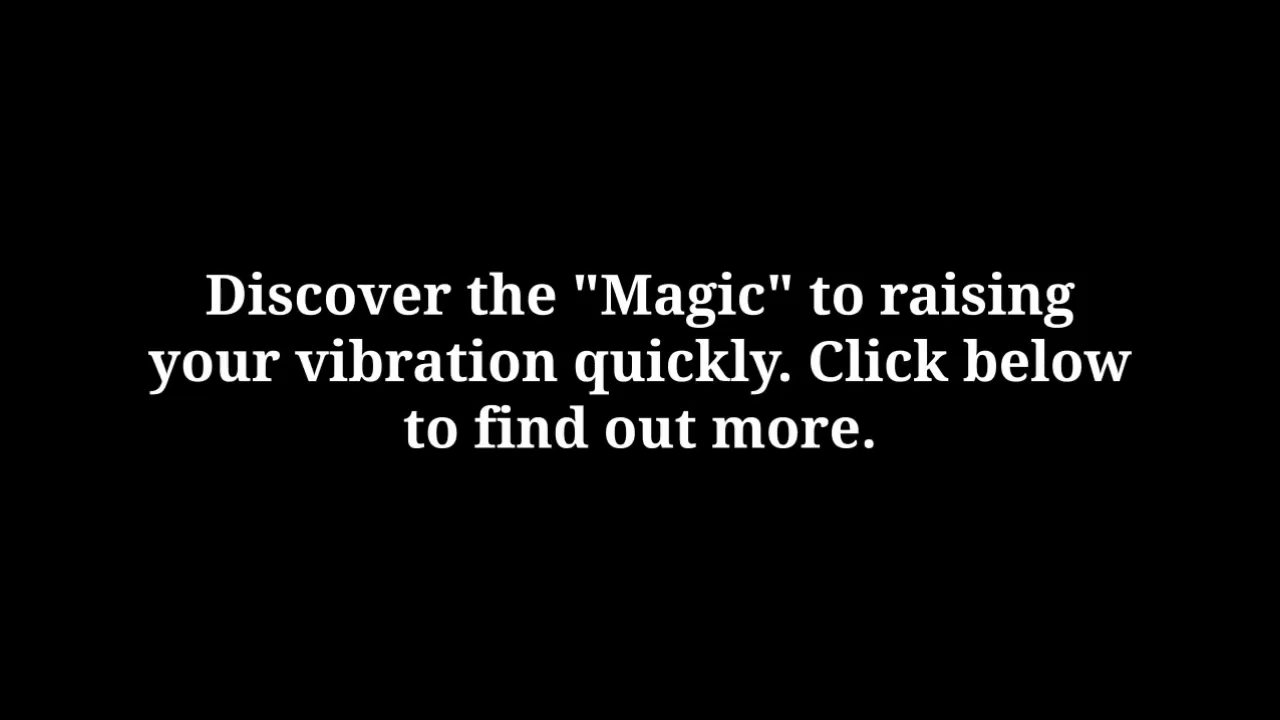 Discover the "Magic" to raising
your vibration quickly. Click below
to find out more.